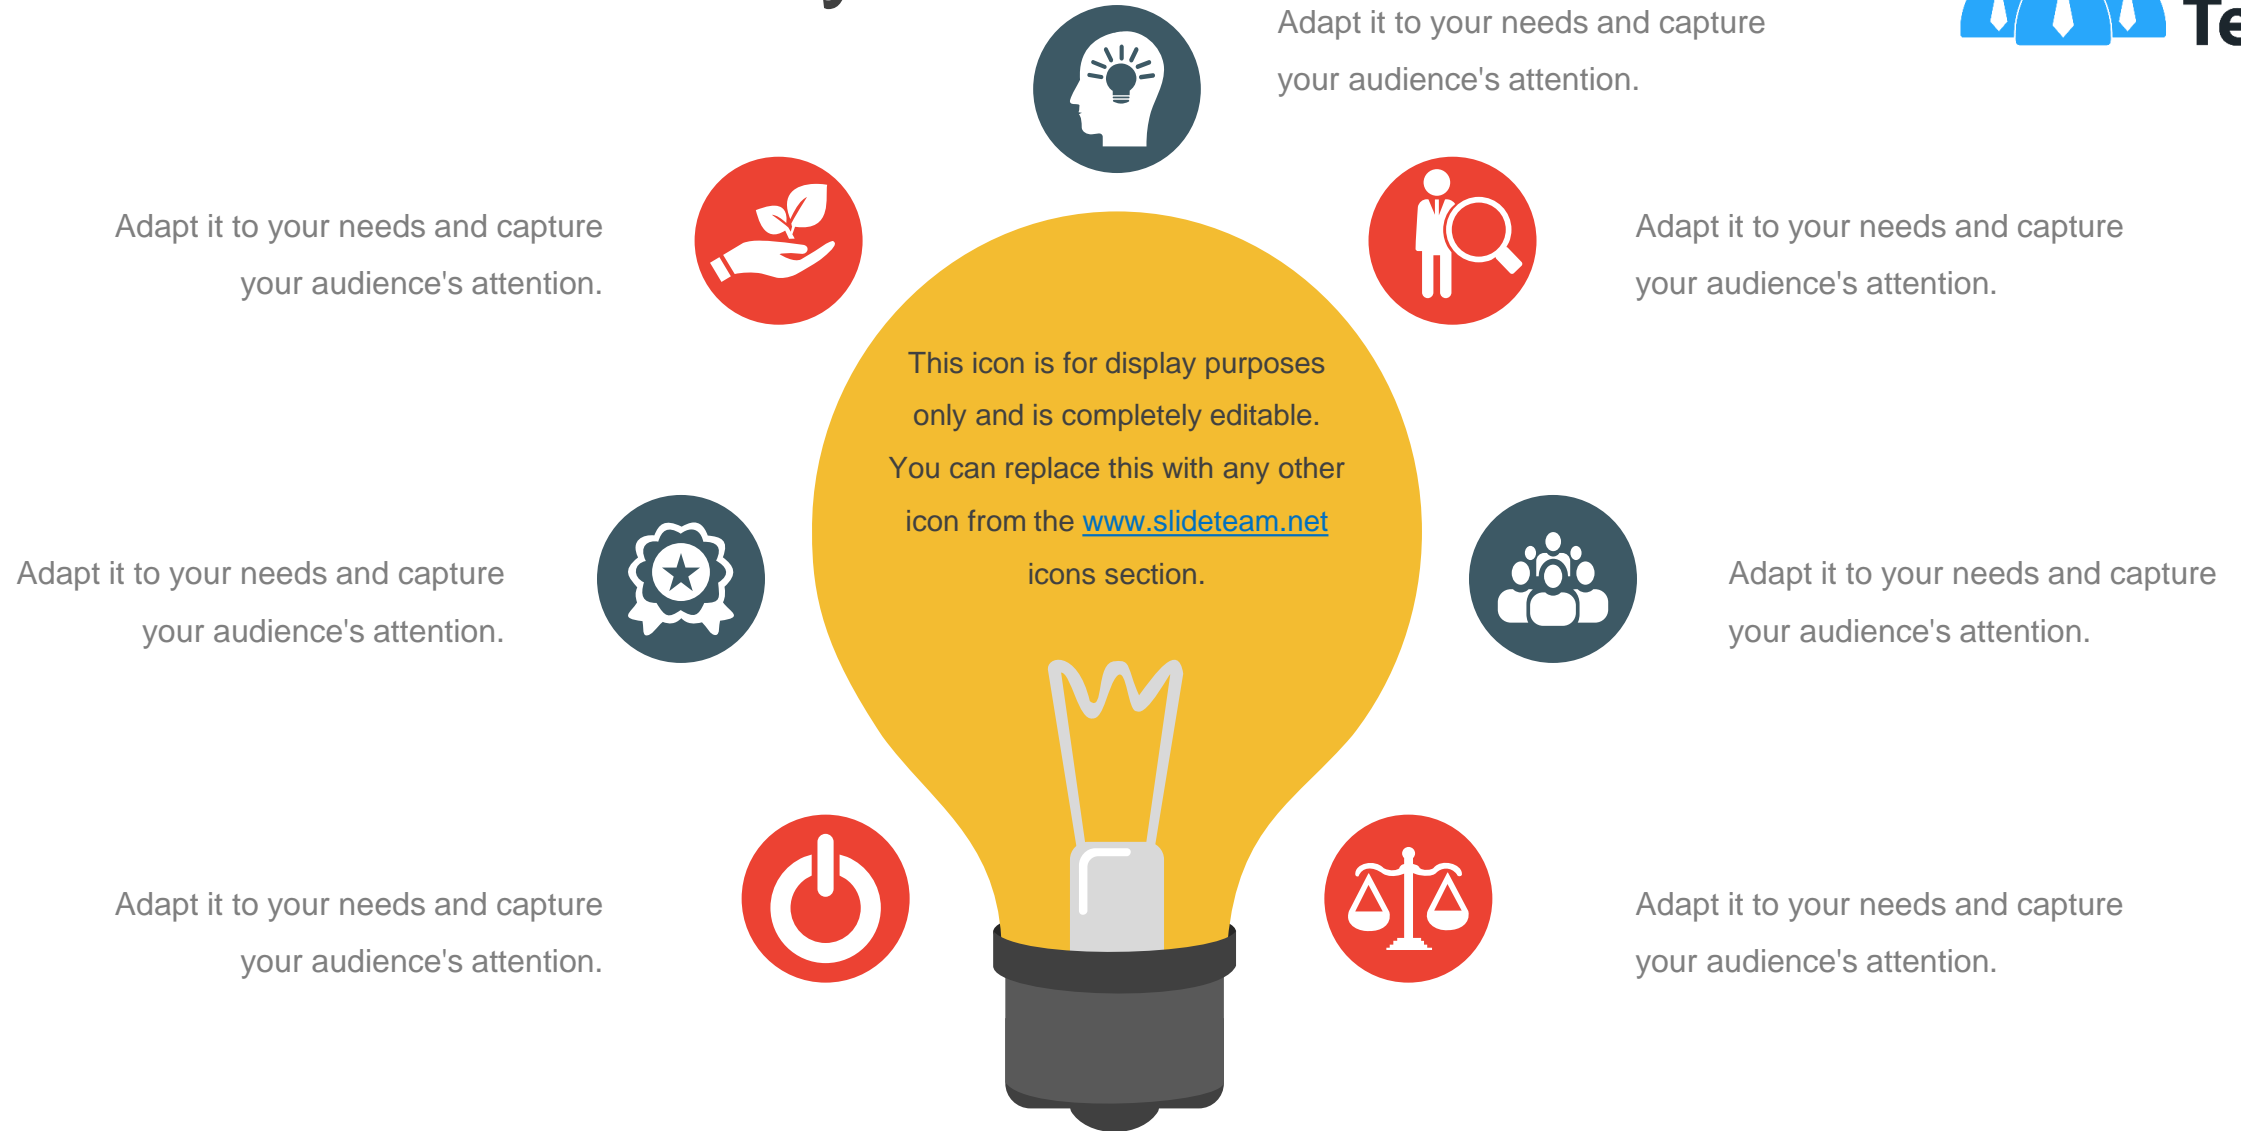 Adapt it to your needs and capture
your audience's attention.
Te
Adapt it to your needs and capture
your audience's attention.
Adapt it to your needs and capture
your audience's attention.
This icon is for display purposes
only and is completely editable.
You can replace this with any other
icon from the www.slideteam.net
icons section.
Adapt it to your needs and capture
your audience's attention.
Adapt it to your needs and capture
your audience's attention.
Adapt it to your needs and capture
your audience's attention.
Adapt it to your needs and capture
your audience's attention.